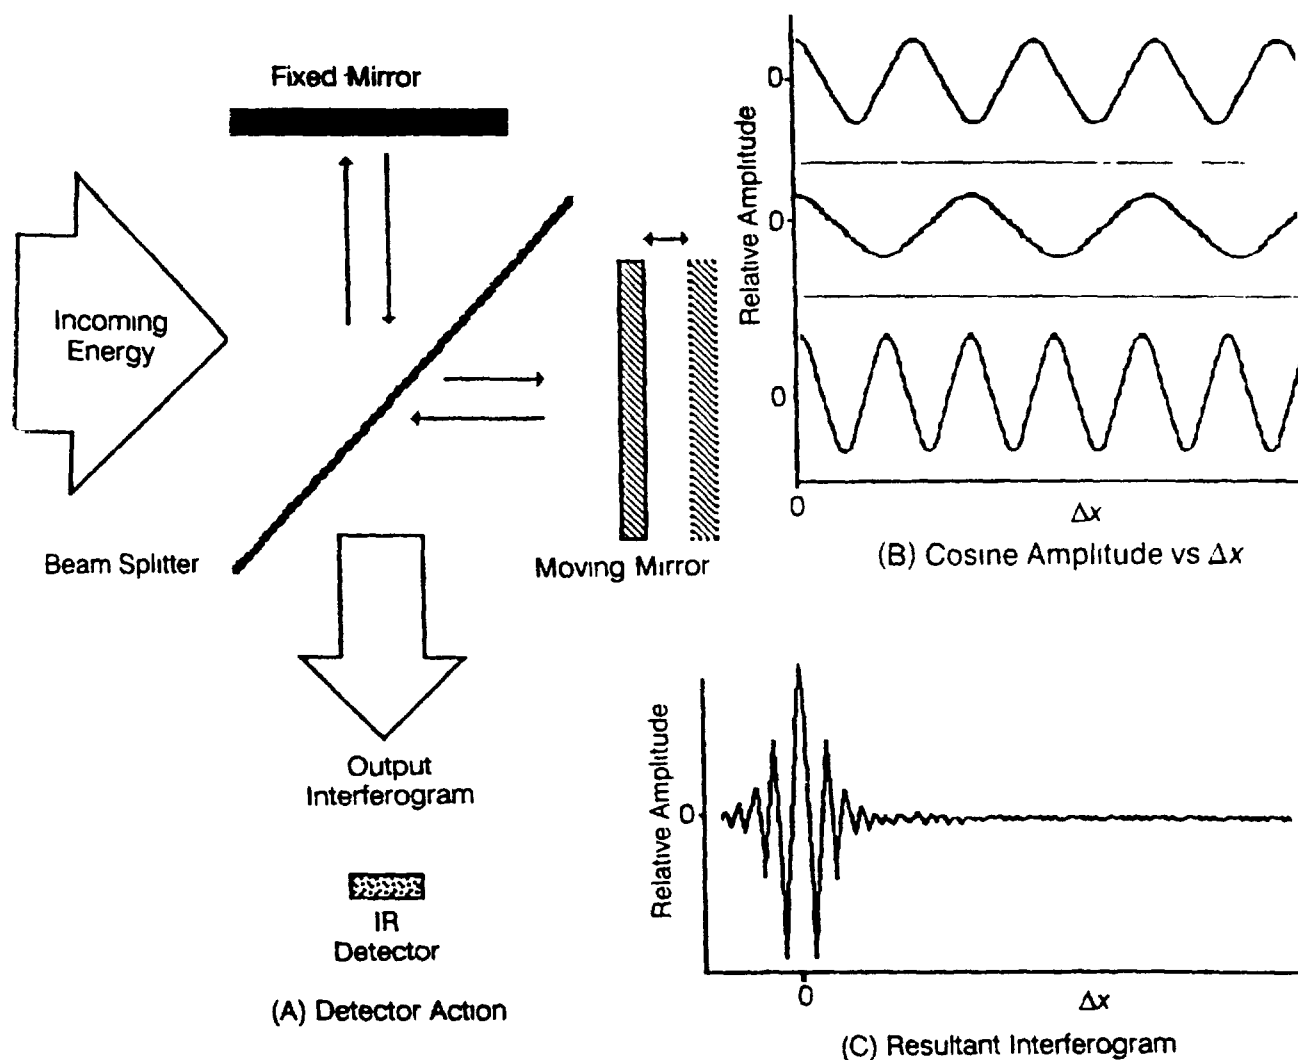 Fixed Mirror
Incoming
Energy
Beam Splitter
Moving Mirror
Output
Interferogram
IR
Detector
(A) Detector Action
Relative Amplitude
0
0
0
0
Δx
(B) Cosine Amplitude vs Δx
Relative Amplitude
0
0
Δx
(C) Resultant Interferogram